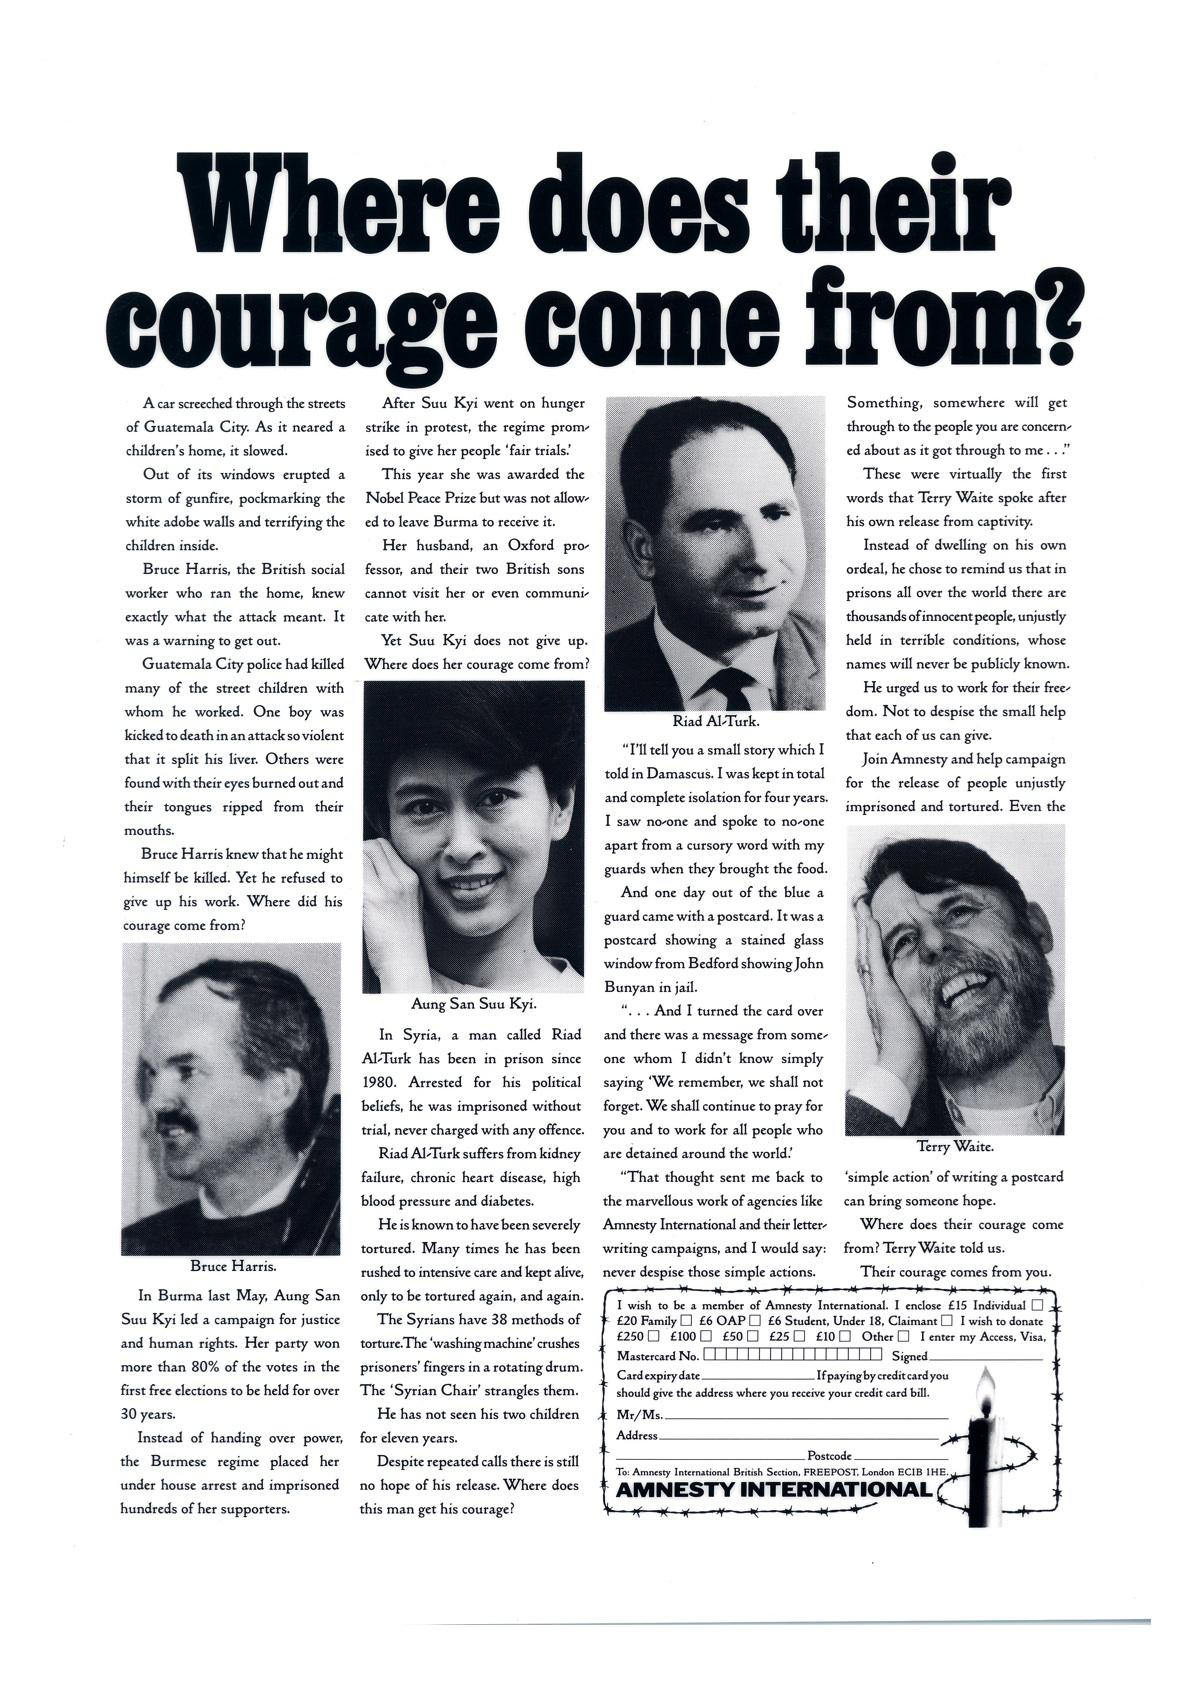 Where does their
courage come from?
A car screeched through the streets
of Guatemala City. As it neared a
children's home, it slowed.
Out of its windows erupted a
storm of gunfire, pockmarking the
white adobe walls and terrifying the
children inside.
Bruce Harris, the British social
worker who ran the home, knew
exactly what the attack meant. It
was a warning to get out.
Guatemala City police had killed
many of the street children with
whom he worked. One boy was
kicked to death in an attack so violent
that it split his liver. Others were
found with their eyes burned out and
their tongues ripped from their
mouths.
Bruce Harris knew that he might
himself be killed. Yet he refused to
give up his work. Where did his
courage come from?
Bruce Harris.
In Burma last May, Aung San
Suu Kyi led a campaign for justice
and human rights. Her party won
more than 80% of the votes in the
first free elections to be held for over
30 years.
Instead of handing over power,
the Burmese regime placed her
under house arrest and imprisoned
hundreds of her supporters.
After Suu Kyi went on hunger
strike in protest, the regime prom-
ised to give her people 'fair trials.'
This year she was awarded the
Nobel Peace Prize but was not allow-
ed to leave Burma to receive it.
Her husband, an Oxford pro-
fessor, and their two British sons
cannot visit her or even communi-
cate with her.
Yet Suu Kyi does not give up.
Where does her courage come from?
Aung San Suu Kyi.
In Syria, a man called Riad
Al-Turk has been in prison since
1980. Arrested for his political
beliefs, he was imprisoned without
trial, never charged with any offence.
Riad Al-Turk suffers from kidney
failure, chronic heart disease, high
blood pressure and diabetes.
He is known to have been severely
tortured. Many times he has been
rushed to intensive care and kept alive,
only to be tortured again, and again.
The Syrians have 38 methods of
torture.The 'washing machine' crushes
prisoners' fingers in a rotating drum.
The 'Syrian Chair' strangles them.
He has not seen his two children
for eleven years.
Despite repeated calls there is still
no hope of his release. Where does
this man get his courage?
Riad Al-Turk.
"I'll tell you a small story which I
told in Damascus. I was kept in total
and complete isolation for four years.
I saw no-one and spoke to no-one
apart from a cursory word with my
guards when they brought the food.
And one day out of the blue a
guard came with a postcard. It was a
postcard showing a stained glass
window from Bedford showing John
Bunyan in jail.
". . . And I turned the card over
and there was a message from some-
one whom I didn't know simply
saying 'We remember, we shall not
forget. We shall continue to pray for
you and to work for all people who
are detained around the world.'
"That thought sent me back to
the marvellous work of agencies like
Amnesty International and their letter-
writing campaigns, and I would say:
never despise those simple actions.
Something, somewhere will get
through to the people you are concern-
ed about as it got through to me . . ."
These were virtually the first
words that Terry Waite spoke after
his own release from captivity.
Instead of dwelling on his own
ordeal, he chose to remind us that in
prisons all over the world there are
thousands of innocent people, unjustly
held in terrible conditions, whose
names will never be publicly known.
He urged us to work for their free-
dom. Not to despise the small help
that each of us can give.
Join Amnesty and help campaign
for the release of people unjustly
imprisoned and tortured. Even the
Terry Waite.
'simple action' of writing a postcard
can bring someone hope.
Where does their courage come
from? Terry Waite told us.
Their courage comes from you.
I wish to be a member of Amnesty International. I enclose £15 Individual
£20 Family £6 OAP £6 Student, Under 18, Claimant I wish to donate
£250 £100 £50 £25 £10 Other I enter my Access, Visa,
Mastercard No. Signed
Card expiry date If paying by credit card you
should give the address where you receive your credit card bill.
Mr/Ms.
Address
Postcode
To: Amnesty International British Section, FREEPOST, London EC1B 1HE.
AMNESTY INTERNATIONAL